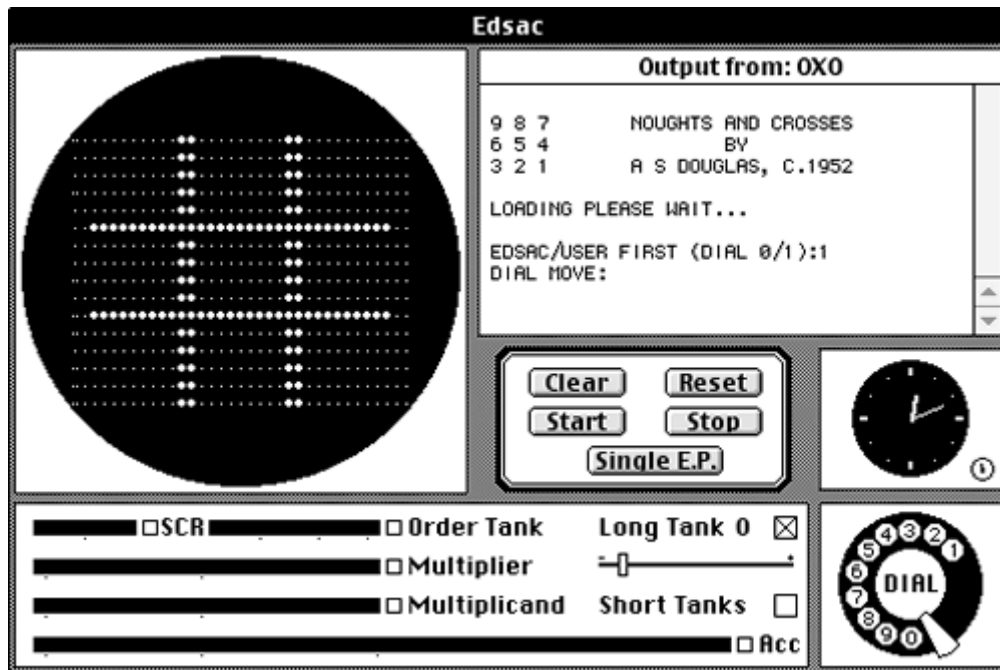 Edsac
Output from: OXO
9 8 7 NOUGHTS AND CROSSES
6 5 4 BY
3 2 1 A S DOUGLAS, C.1952
LOADING PLEASE WAIT...
EDSAC/USER FIRST (DIAL 0/1):1
DIAL MOVE:
Clear Reset
Start Stop
Single E.P.
SCR Order Tank Long Tank 0
Multiplier - +
Multiplicand Short Tanks
Acc
1 2 3 4 5 6 7 8 9 0
DIAL